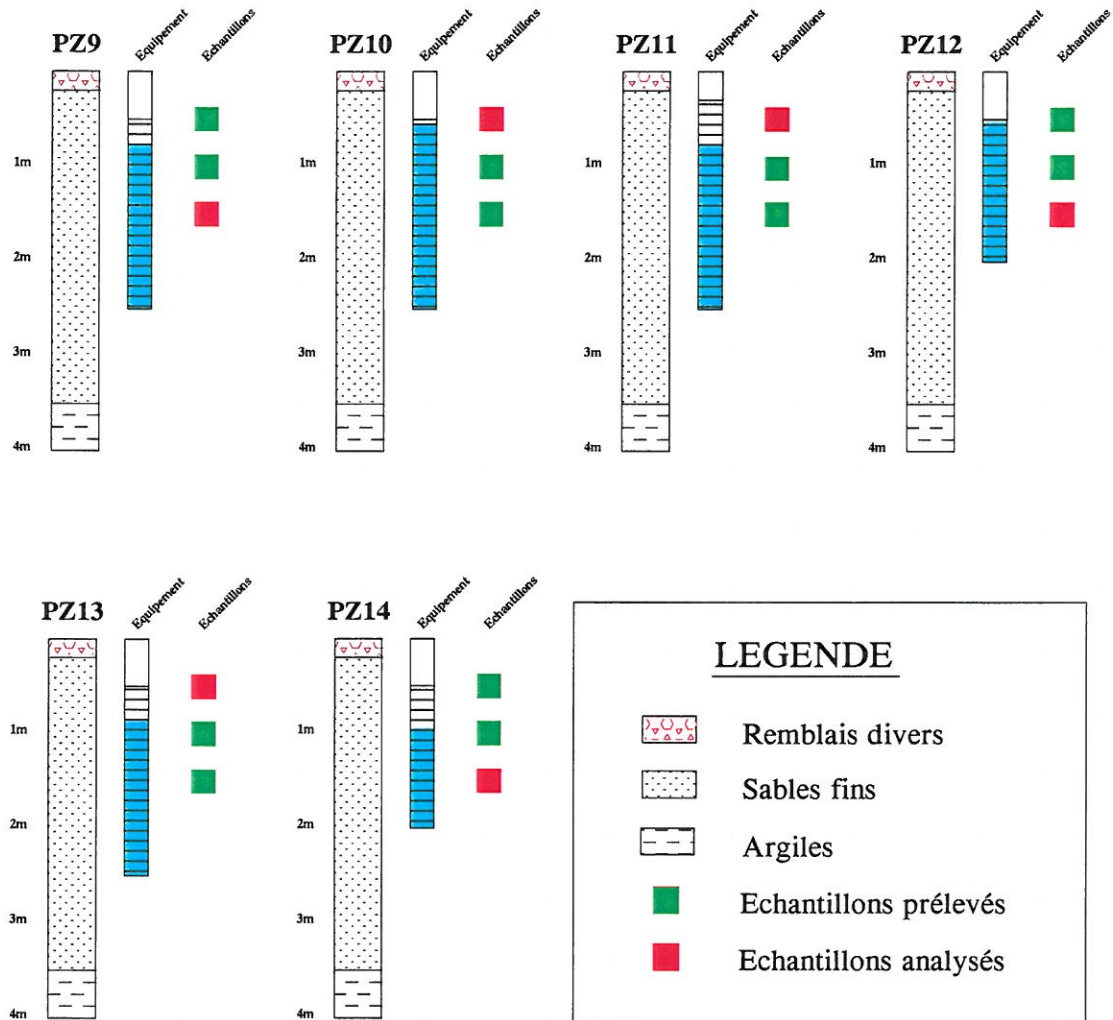 PZ9
Equipement
Echantillons
1m
2m
3m
4m
PZ10
Equipement
Echantillons
1m
2m
3m
4m
PZ11
Equipement
Echantillons
1m
2m
3m
4m
PZ12
Equipement
Echantillons
1m
2m
3m
4m
PZ13
Equipement
Echantillons
1m
2m
3m
4m
PZ14
Equipement
Echantillons
1m
2m
3m
4m
LEGENDE
Remblais divers
Sables fins
Argiles
Echantillons prélevés
Echantillons analysés